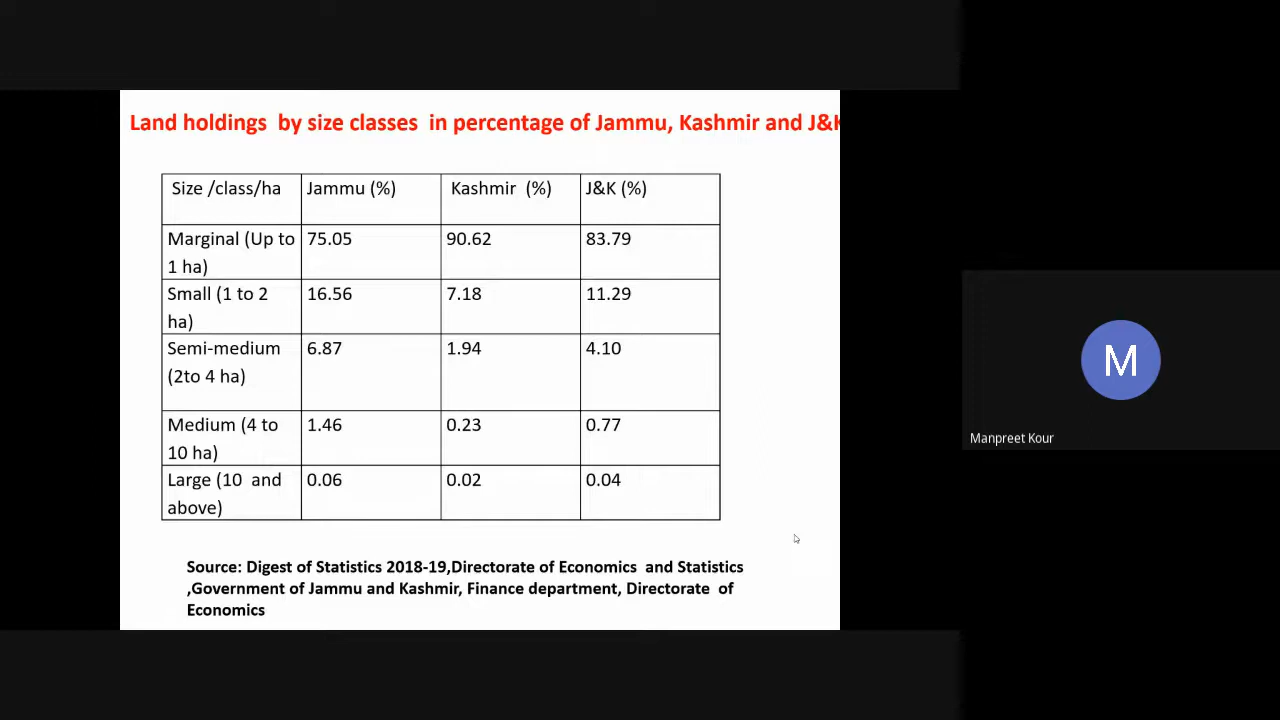 Land holdings by size classes in percentage of Jammu, Kashmir and J&K
Size /class/ha Jammu (%) Kashmir (%) J&K (%)
Marginal (Up to 75.05 90.62 83.79
1 ha)
Small (1 to 2 16.56 7.18 11.29
ha)
Semi-medium 6.87 1.94 4.10
(2to 4 ha)
Medium (4 to 1.46 0.23 0.77
10 ha)
Large (10 and 0.06 0.02 0.04
above)
Source: Digest of Statistics 2018-19,Directorate of Economics and Statistics
,Government of Jammu and Kashmir, Finance department, Directorate of
Economics
M
Manpreet Kour